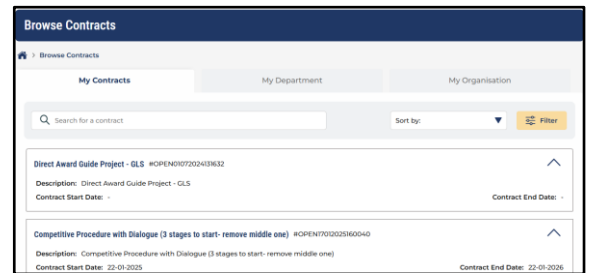 Browse Contracts
> Browse Contracts
My Contracts My Department My Organisation
Search for a contract Sort by: Filter
Direct Award Guide Project - GLS #OPEN01072024131632
Description: Direct Award Guide Project - GLS
Contract Start Date: - Contract End Date: -
Competitive Procedure with Dialogue (3 stages to start- remove middle one) #OPEN17012025160040
Description: Competitive Procedure with Dialogue (3 stages to start- remove middle one)
Contract Start Date: 22-01-2025 Contract End Date: 22-01-2026